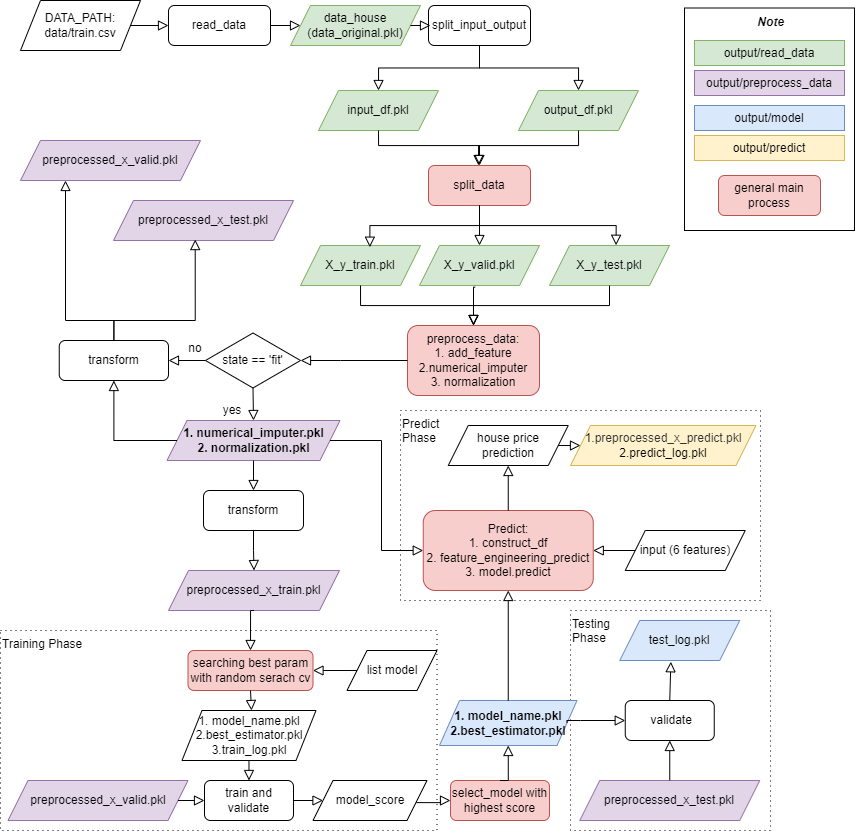 DATA_PATH:
data/train.csv
read_data
data_house
(data_original.pkl)
split_input_output
Note
output/read_data
output/preprocess_data
output/model
output/predict
general main
process
input_df.pkl
output_df.pkl
preprocessed_x_valid.pkl
split_data
preprocessed_x_test.pkl
X_y_train.pkl
X_y_valid.pkl
X_y_test.pkl
preprocess_data:
1. add_feature
2.numerical_imputer
3. normalization
transform
no
state == 'fit'
yes
1. numerical_imputer.pkl
2. normalization.pkl
Predict
Phase
house price
prediction
1.preprocessed_x_predict.pkl
2.predict_log.pkl
transform
Predict:
1. construct_df
2. feature_engineering_predict
3. model.predict
input (6 features)
preprocessed_x_train.pkl
Training Phase
searching best param
with random serach cv
list model
Testing
Phase
test_log.pkl
1. model_name.pkl
2.best_estimator.pkl
3.train_log.pkl
1. model_name.pkl
2.best_estimator.pkl
validate
preprocessed_x_valid.pkl
train and
validate
model_score
select_model with
highest score
preprocessed_x_test.pkl